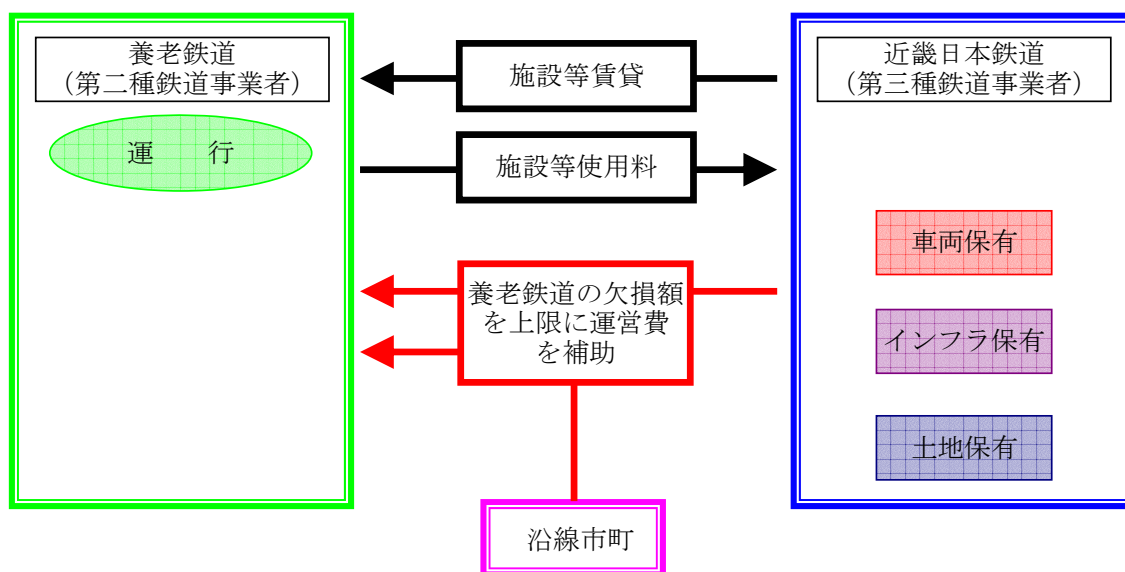 養老鉄道
(第二種鉄道事業者)
運　行
施設等賃貸
施設等使用料
養老鉄道の欠損額
を上限に運営費
を補助
沿線市町
近畿日本鉄道
(第三種鉄道事業者)
車両保有
インフラ保有
土地保有